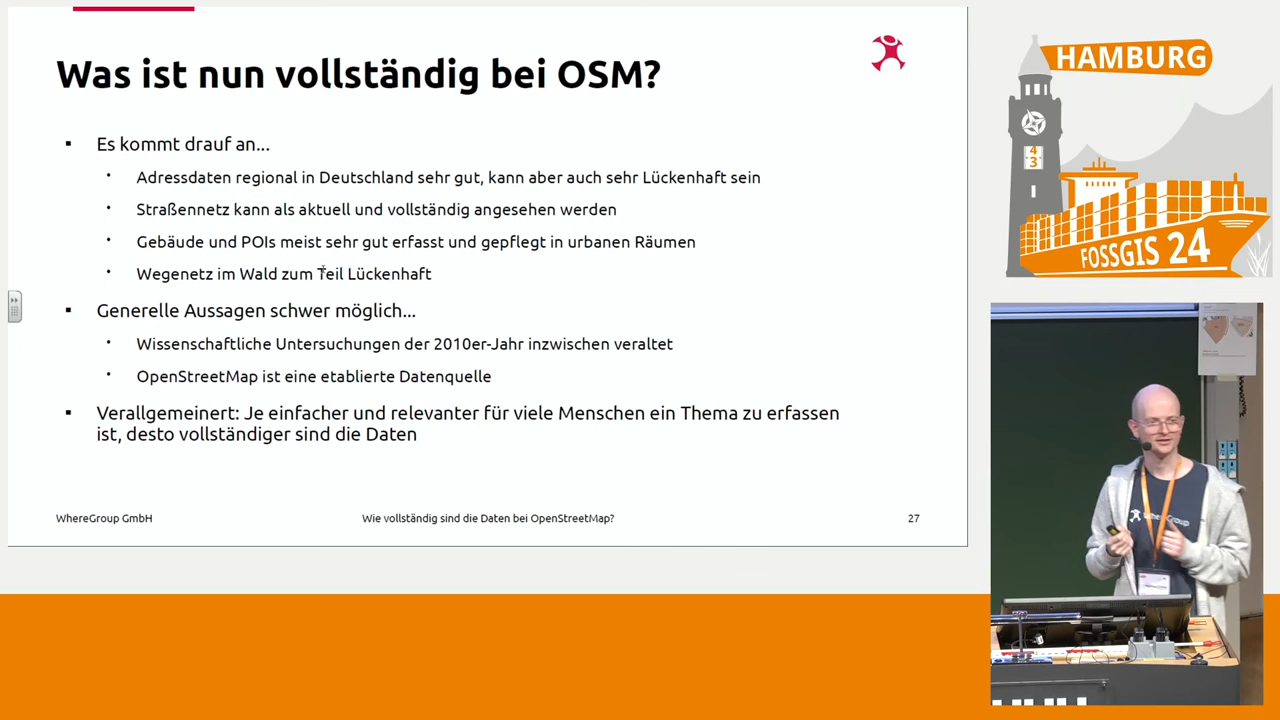 Was ist nun vollständig bei OSM?
Es kommt drauf an...
Adressdaten regional in Deutschland sehr gut, kann aber auch sehr Lückenhaft sein
Straßennetz kann als aktuell und vollständig angesehen werden
Gebäude und POIs meist sehr gut erfasst und gepflegt in urbanen Räumen
Wegenetz im Wald zum Teil Lückenhaft
Generelle Aussagen schwer möglich...
Wissenschaftliche Untersuchungen der 2010er-Jahr inzwischen veraltet
OpenStreetMap ist eine etablierte Datenquelle
Verallgemeinert: Je einfacher und relevanter für viele Menschen ein Thema zu erfassen
ist, desto vollständiger sind die Daten
WhereGroup GmbH
Wie vollständig sind die Daten bei OpenStreetMap?
27
HAMBURG
4
3
FOSSGIS 24
whereGroup